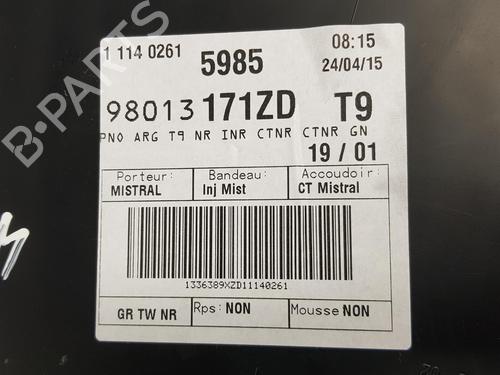 1 114 0261 5985 08:15
24/04/15
98013 171ZD T9
PNO ARG T9 NR INR CTNR CTNR GN
19 / 01
Porteur: Bandeau: Accoudoir:
MISTRAL Inj Mist CT Mistral
1336389XZD11140261
GR TW NR Rps: NON Mousse NON
B-PARTS